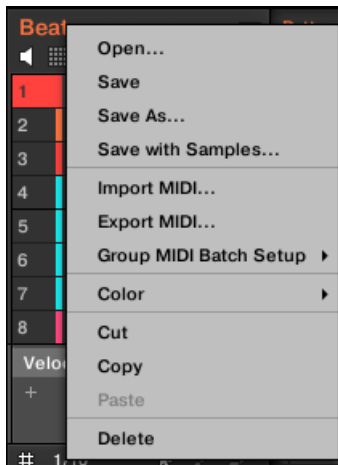 Beat
1
2
3
4
5
6
7
8
Open...
Save
Save As...
Save with Samples...
Import MIDI...
Export MIDI...
Group MIDI Batch Setup
Color
Cut
Copy
Paste
Delete
Velo
+
#